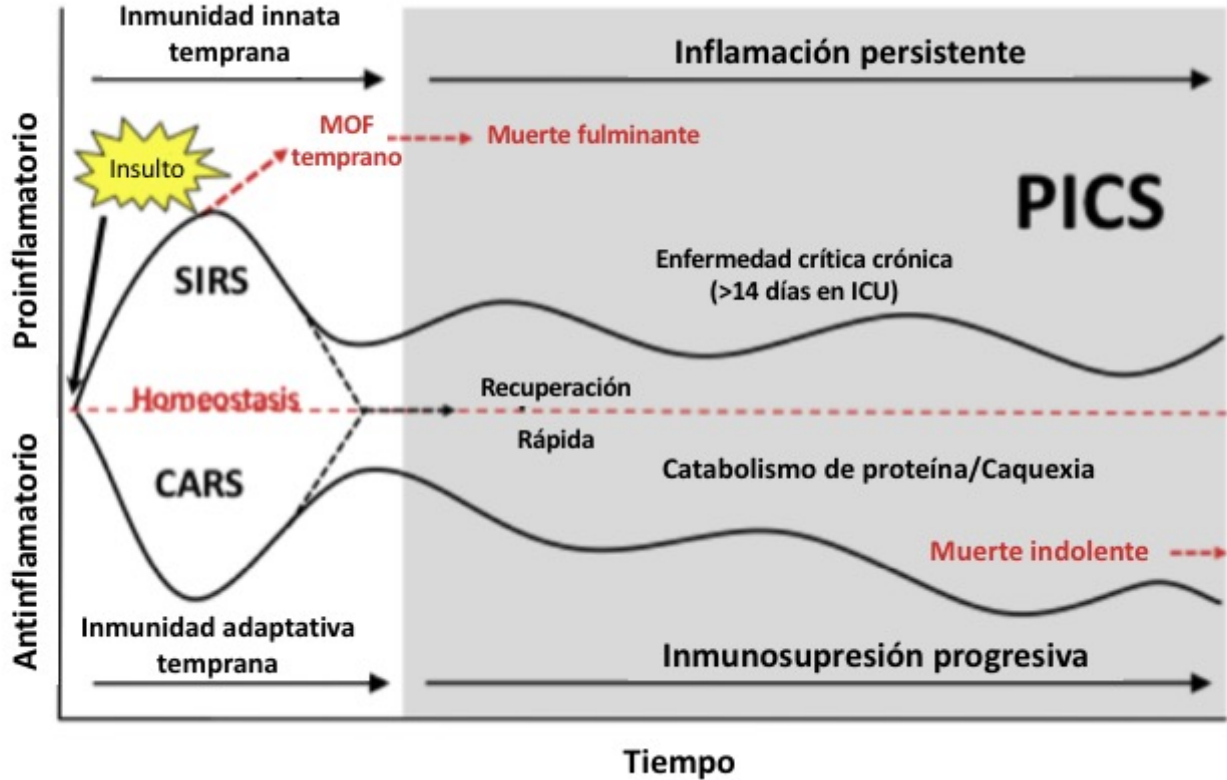 Inmunidad innata
temprana
Inflamación persistente
MOF
temprano
Muerte fulminante
Insulto
PICS
Proinflamatorio
SIRS
Enfermedad crítica crónica
(>14 días en ICU)
Homeostasis
Recuperación
Rápida
CARS
Catabolismo de proteína/Caquexia
Antinflamatorio
Muerte indolente
Inmunidad adaptativa
temprana
Inmunosupresión progresiva
Tiempo